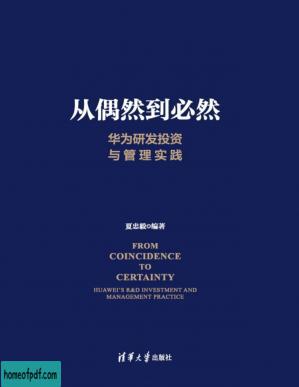 从偶然到必然
华为研发投资
与管理实践
夏忠毅◎编著
FROM
COINCIDENCE
TO
CERTAINTY
HUAWEI'S R&D INVESTMENT AND
MANAGEMENT PRACTICE
清华大学出版社
homeofpdf.com